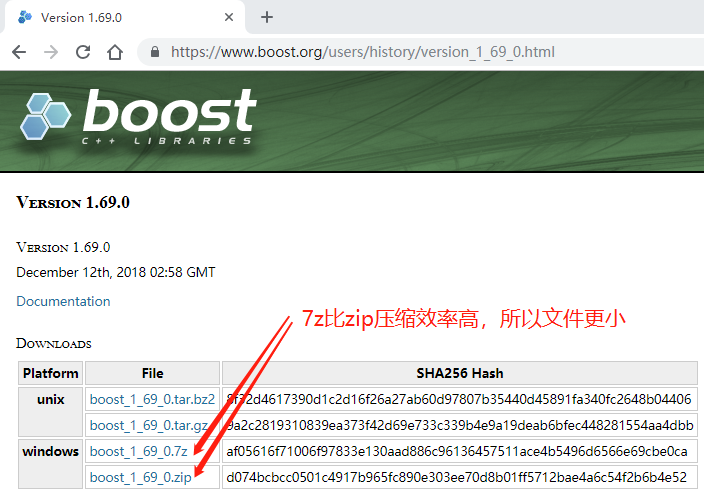 Version 1.69.0
https://www.boost.org/users/history/version_1_69_0.html
boost
C++ LIBRARIES
Version 1.69.0
Version 1.69.0
December 12th, 2018 02:58 GMT
Documentation
7z比zip压缩效率高，所以文件更小
Downloads
Platform File SHA256 Hash
unix boost_1_69_0.tar.bz2 8f32d4617390d1c2d16f26a27ab60d97807b35440d45891fa340fc2648b04406
boost_1_69_0.tar.gz 9a2c2819310839ea373f42d69e733c339b4e9a19deab6bfec448281554aa4dbb
windows boost_1_69_0.7z af05616f71006f97833e130aad886c96136457511ace4b5496d6566e69cbe0ca
boost_1_69_0.zip d074bcbcc0501c4917b965fc890e303ee70d8b01ff5712bae4a6c54f2b6b4e52